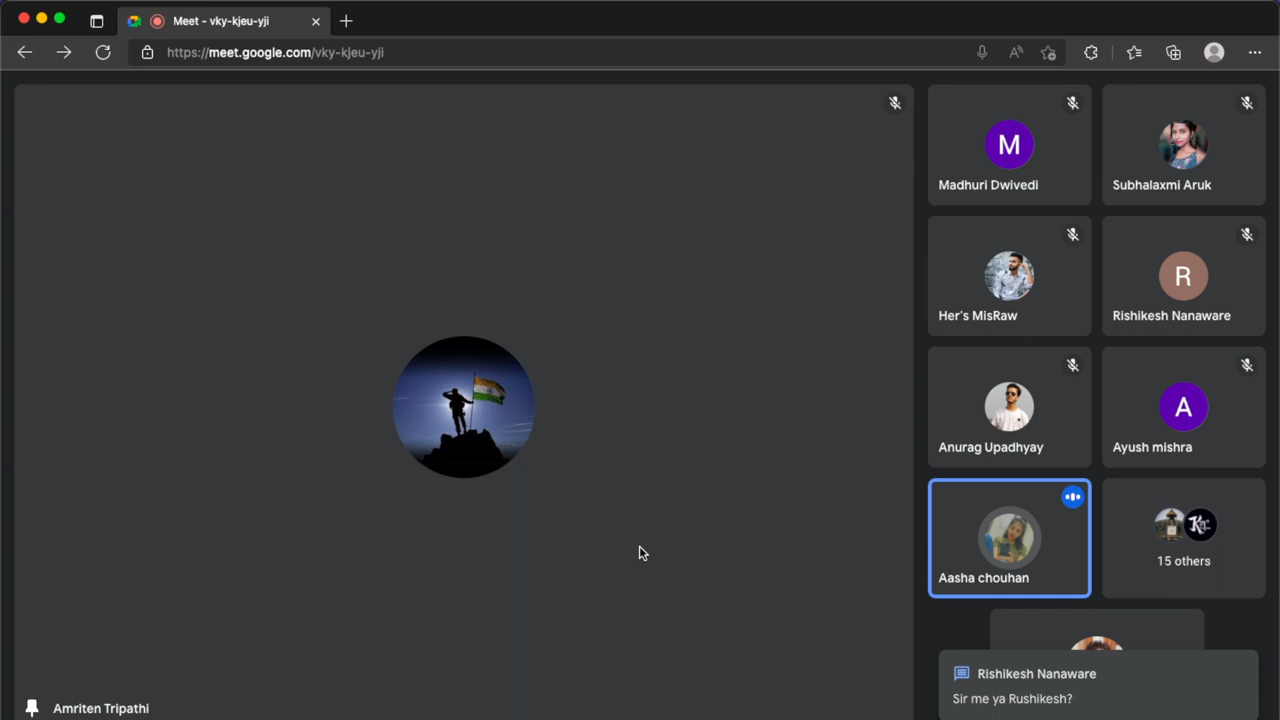 Meet - vky-kjeu-yji
https://meet.google.com/vky-kjeu-yji
M
Madhuri Dwivedi
Subhalaxmi Aruk
Her's MisRaw
R
Rishikesh Nanaware
Anurag Upadhyay
A
Ayush mishra
Aasha chouhan
15 others
Rishikesh Nanaware
Sir me ya Rushikesh?
Amriten Tripathi